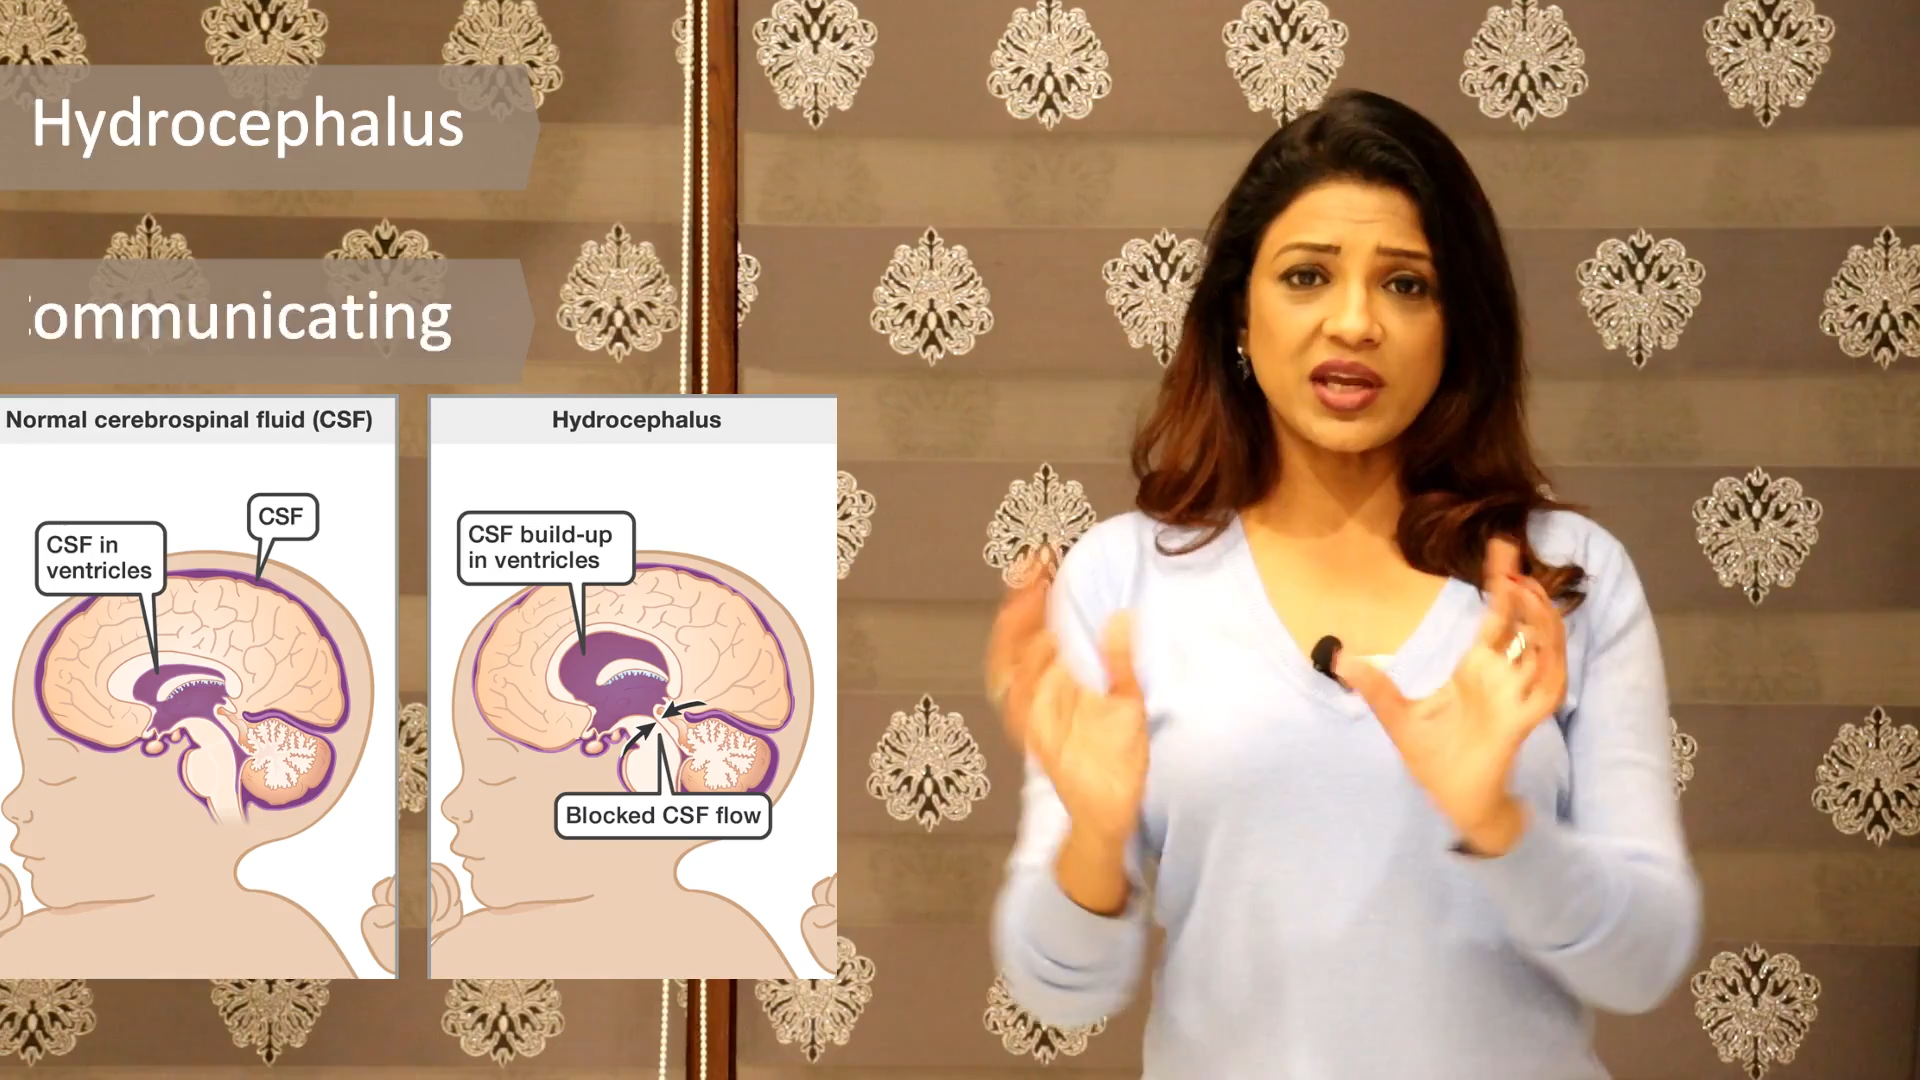 Hydrocephalus
ommunicating
Normal cerebrospinal fluid (CSF)
CSF
CSF in
ventricles
Hydrocephalus
CSF build-up
in ventricles
Blocked CSF flow